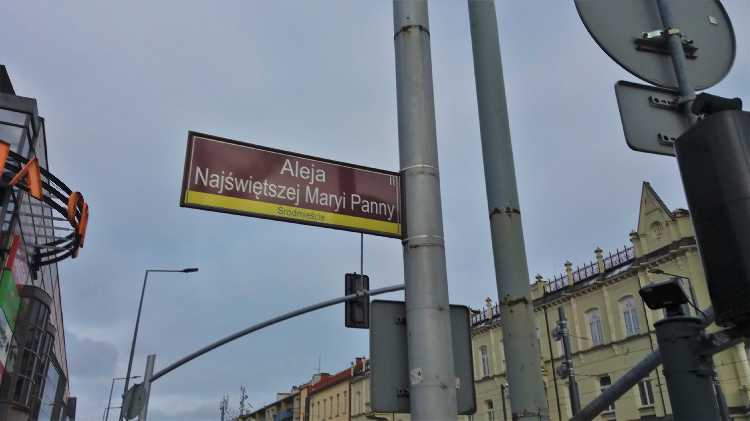 Aleja
Najświętszej Maryi Panny
Śródmieście